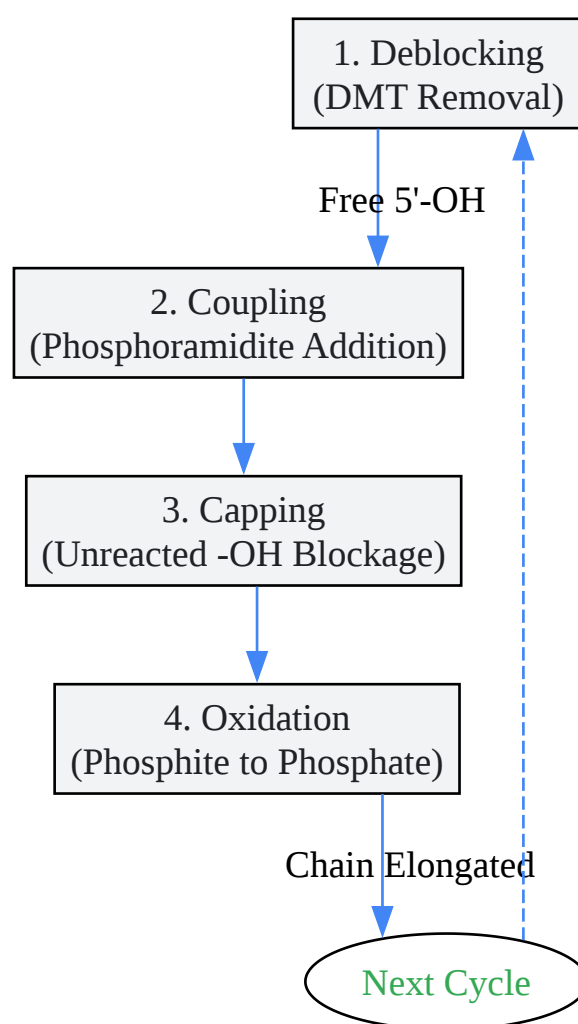 1. Deblocking
(DMT Removal)
Free 5'-OH
2. Coupling
(Phosphoramidite Addition)
3. Capping
(Unreacted -OH Blockage)
4. Oxidation
(Phosphite to Phosphate)
Chain Elongated
Next Cycle